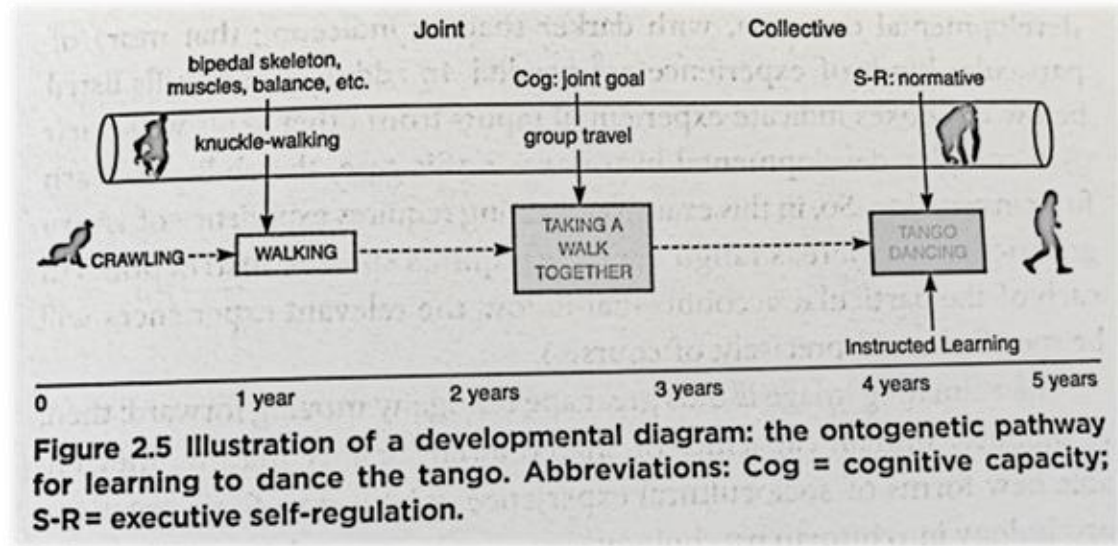 Joint
Collective
bipedal skeleton,
muscles, balance, etc.
Cog: joint goal
S-R: normative
knuckle-walking
group travel
CRAWLING
WALKING
TAKING A
WALK
TOGETHER
TANGO
DANCING
Instructed Learning
0
1 year
2 years
3 years
4 years
5 years
Figure 2.5 Illustration of a developmental diagram: the ontogenetic pathway
for learning to dance the tango. Abbreviations: Cog = cognitive capacity;
S-R= executive self-regulation.